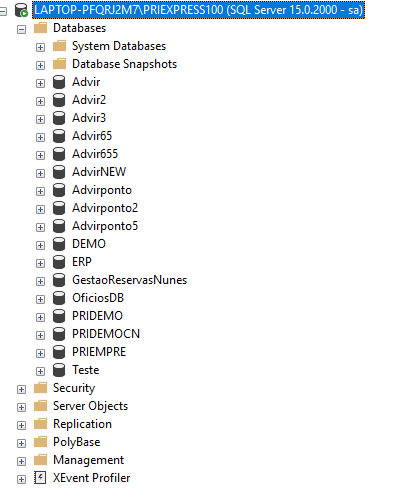 LAPTOP-PFQRJ2M7\PRIEXPRESS100 (SQL Server 15.0.2000 - sa)
Databases
System Databases
Database Snapshots
Advir
Advir2
Advir3
Advir65
Advir655
AdvirNEW
Advirponto
Advirponto2
Advirponto5
DEMO
ERP
GestaoReservasNunes
OficiosDB
PRIDEMO
PRIDEMOCN
PRIEMPRE
Teste
Security
Server Objects
Replication
PolyBase
Management
XEvent Profiler